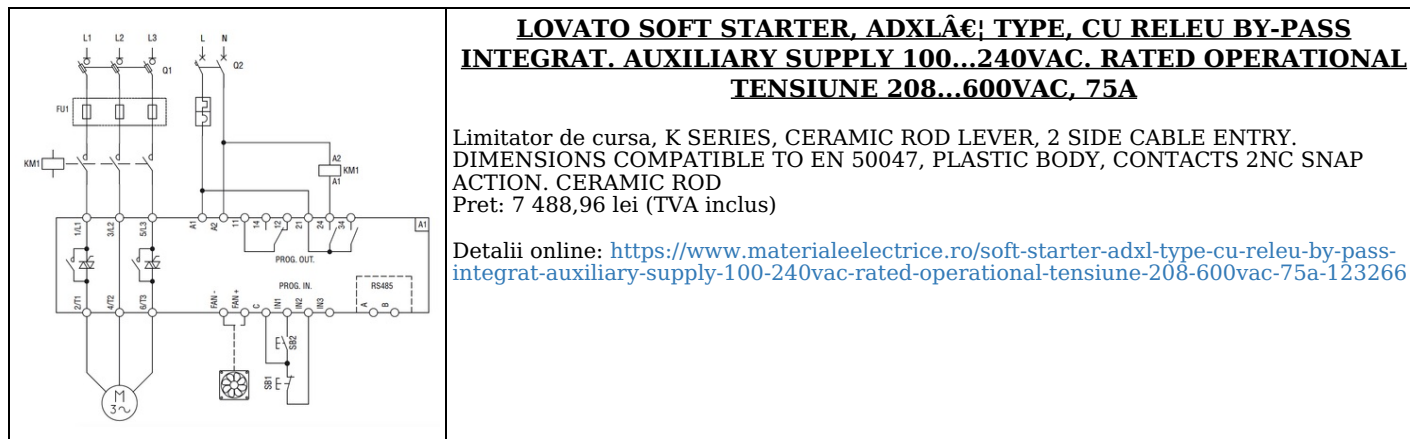 L1 L2 L3 L N
Q1 Q2
FU1
KM1
A2
KM1
A1
1/L1 3/L2 5/L3 A1 A2 11 14 12 21 24 34 A1
PROG. OUT.
PROG. IN. RS485
2/T1 4/T2 6/T3 FAN - FAN + C IN1 IN2 IN3 A B
SB2
SB1
M
3~
LOVATO SOFT STARTER, ADXLÂ€¦ TYPE, CU RELEU BY-PASS
INTEGRAT. AUXILIARY SUPPLY 100...240VAC. RATED OPERATIONAL
TENSIUNE 208...600VAC, 75A
Limitator de cursa, K SERIES, CERAMIC ROD LEVER, 2 SIDE CABLE ENTRY.
DIMENSIONS COMPATIBLE TO EN 50047, PLASTIC BODY, CONTACTS 2NC SNAP
ACTION. CERAMIC ROD
Pret: 7 488,96 lei (TVA inclus)
Detalii online: https://www.materialeelectrice.ro/soft-starter-adxl-type-cu-releu-by-pass-
integrat-auxiliary-supply-100-240vac-rated-operational-tensiune-208-600vac-75a-123266